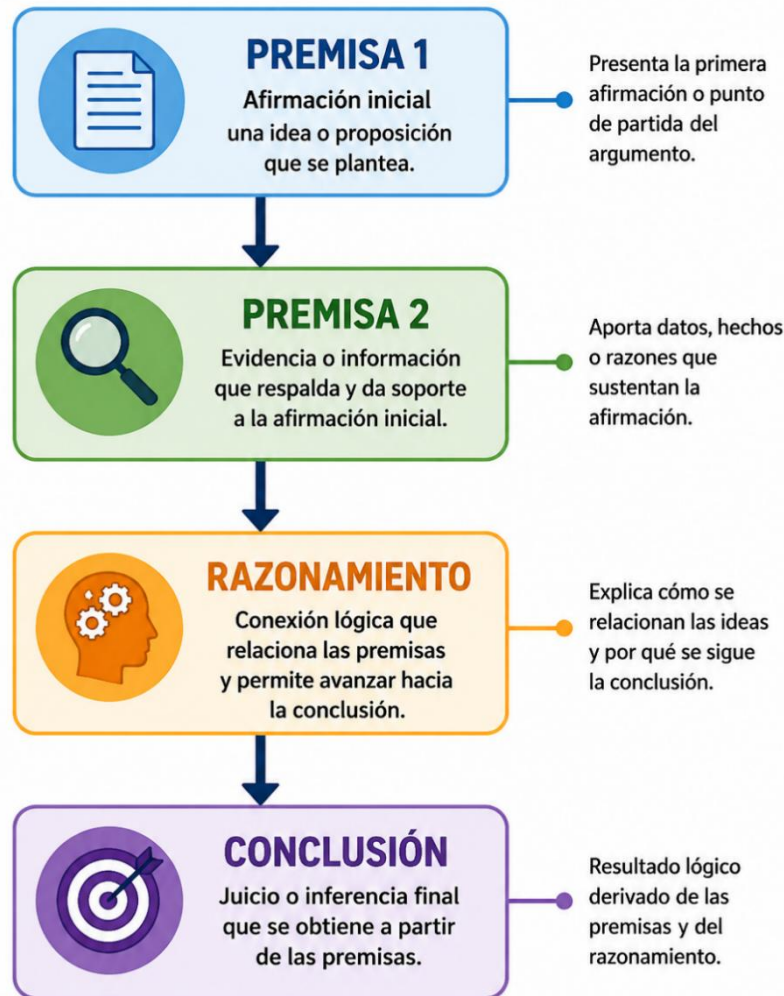 PREMISA 1
Afirmación inicial
una idea o proposición
que se plantea.
Presenta la primera
afirmación o punto
de partida del
argumento.
PREMISA 2
Evidencia o información
que respalda y da soporte
a la afirmación inicial.
Aporta datos, hechos
o razones que
sustentan la
afirmación.
RAZONAMIENTO
Conexión lógica que
relaciona las premisas
y permite avanzar hacia
la conclusión.
Explica cómo se
relacionan las ideas
y por qué se sigue
la conclusión.
CONCLUSIÓN
Juicio o inferencia final
que se obtiene a partir
de las premisas.
Resultado lógico
derivado de las
premisas y del
razonamiento.